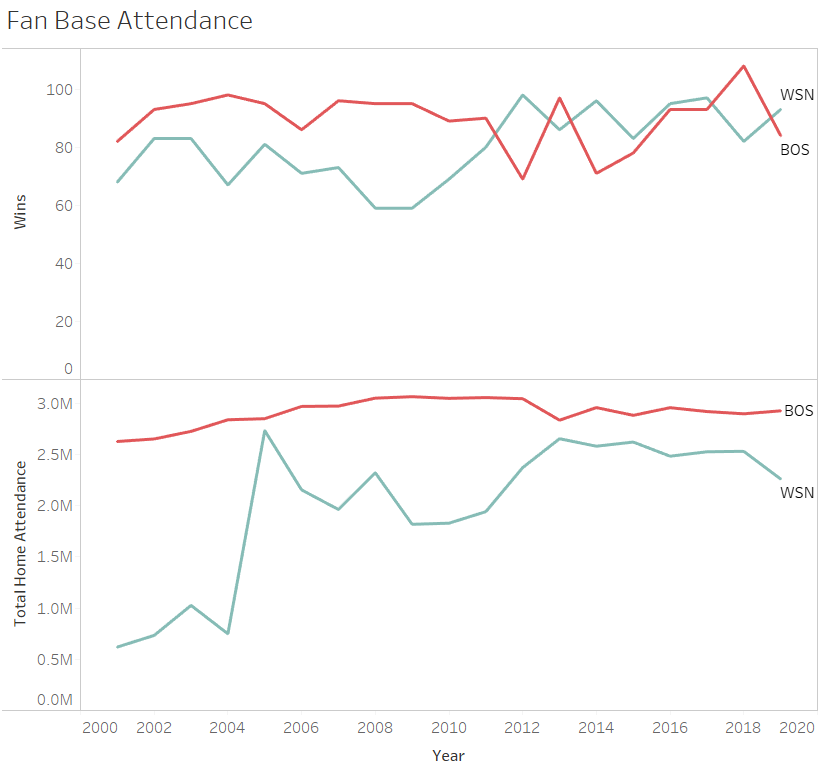 Fan Base Attendance
Wins
100
80
60
40
20
0
WSN
BOS
Total Home Attendance
3.0M
2.5M
2.0M
1.5M
1.0M
0.5M
0.0M
BOS
WSN
2000 2002 2004 2006 2008 2010 2012 2014 2016 2018 2020
Year